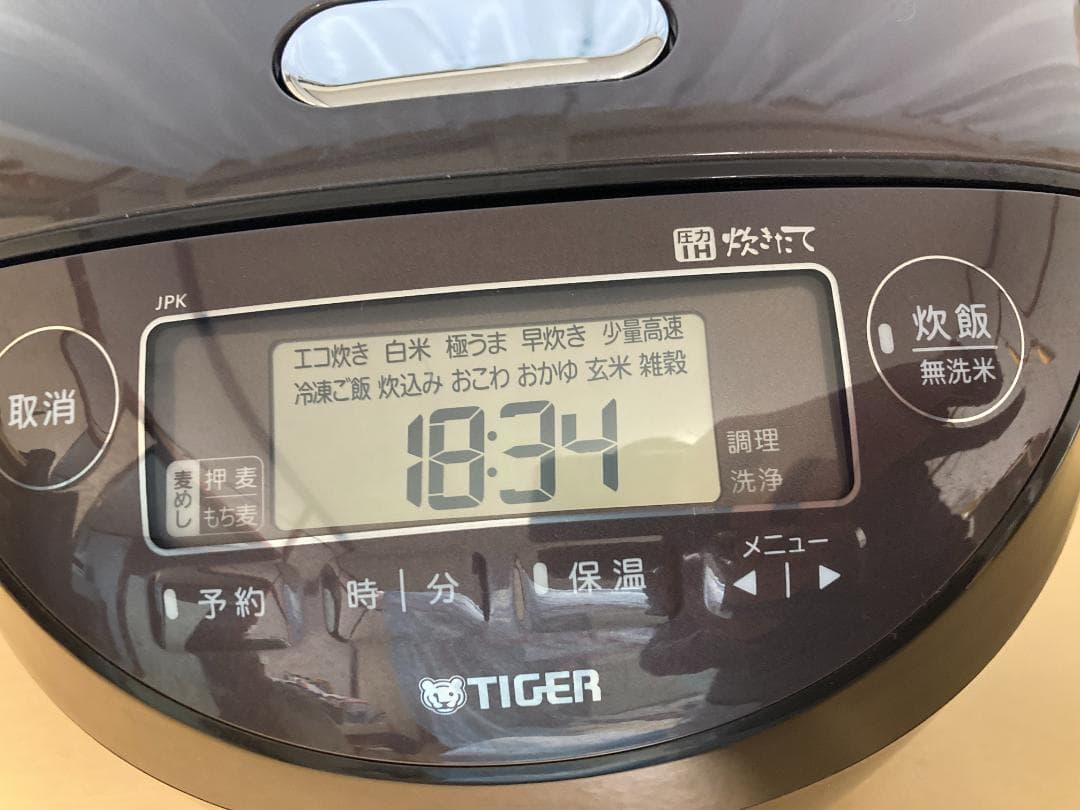 圧力IH 炊きたて
JPK
エコ炊き 白米 極うま 早炊き 少量高速
冷凍ご飯 炊込み おこわ おかゆ 玄米 雑穀
18:34
取消
炊飯
無洗米
麦めし 押麦
もち麦
調理
洗浄
予約
時 | 分
保温
メニュー
◀ | ▶
TIGER